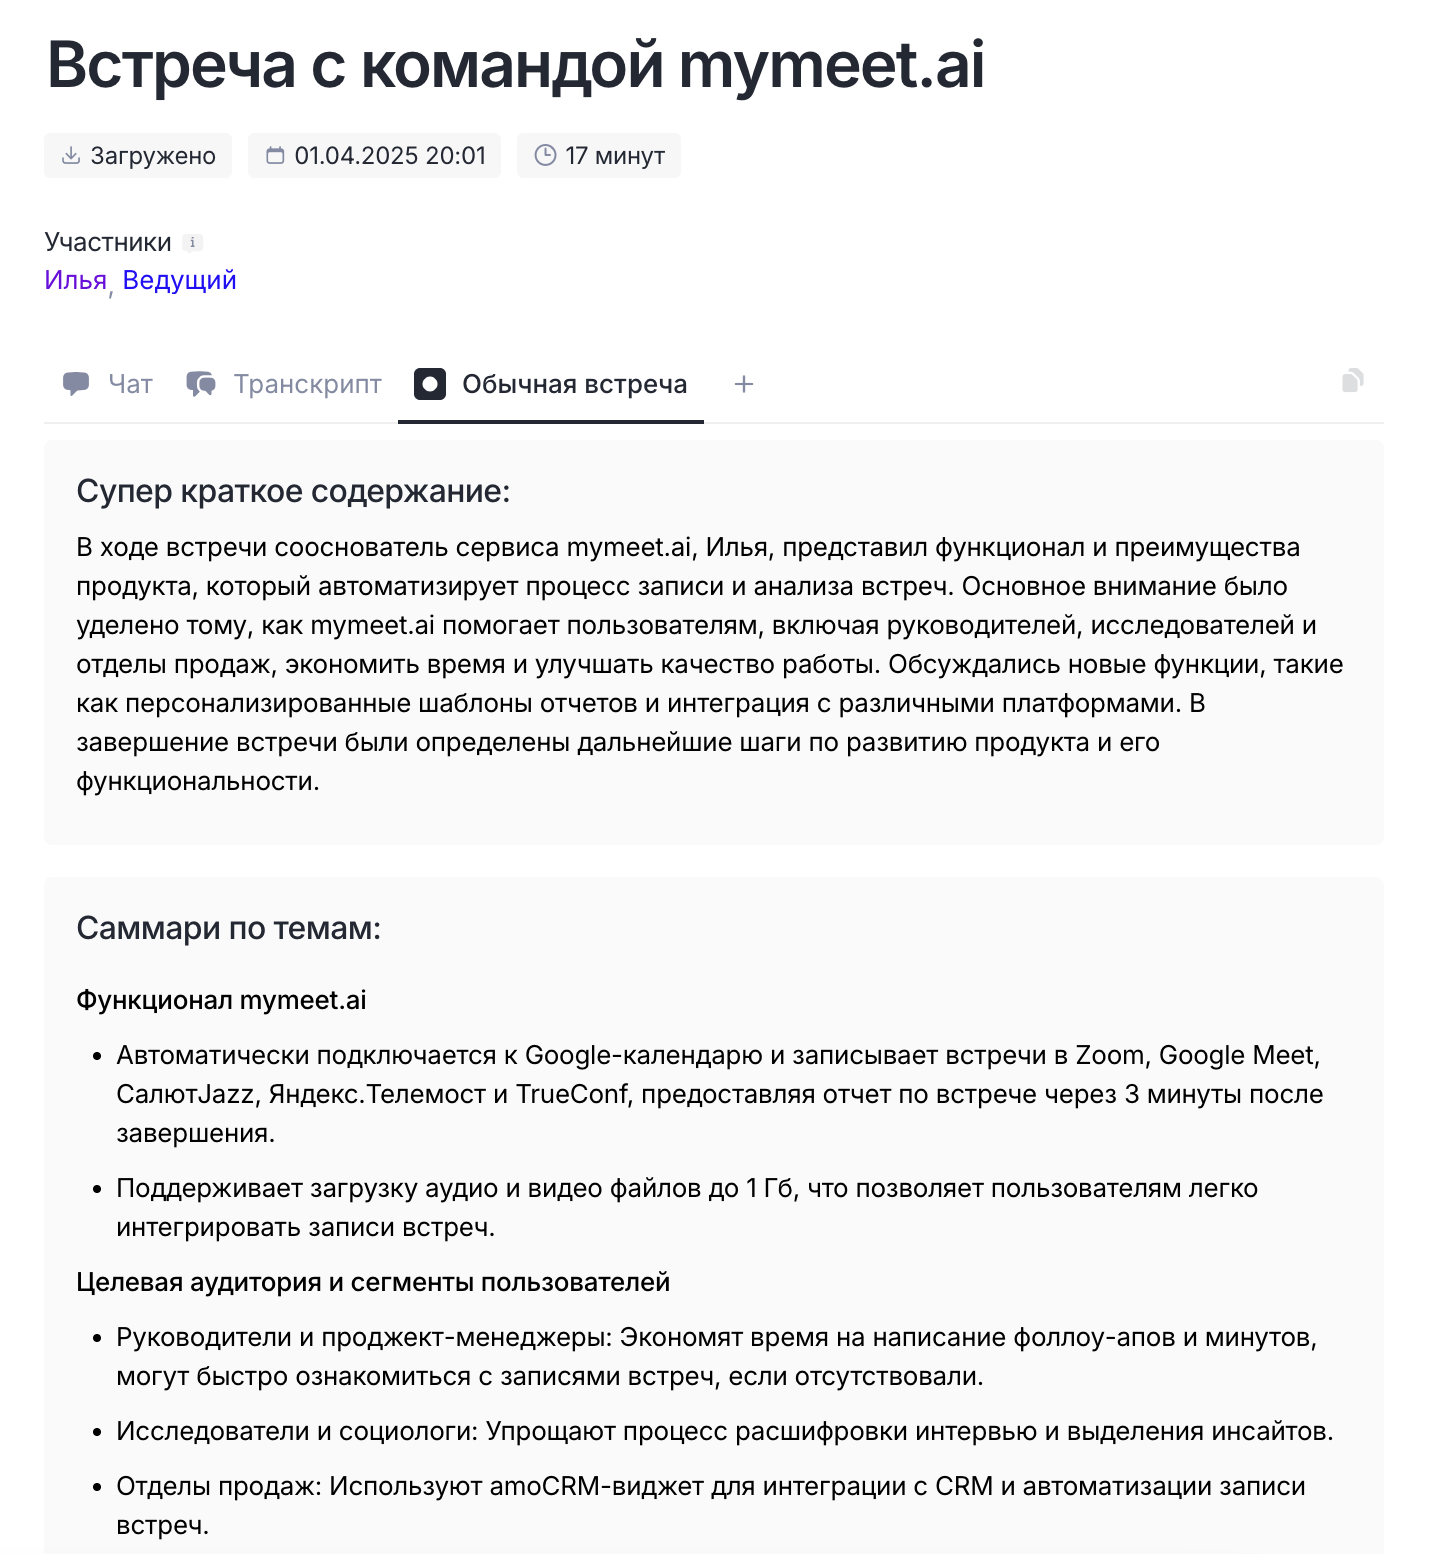 Встреча с командой mymeet.ai
Загружено 01.04.2025 20:01 17 минут
Участники
Илья, Ведущий
Чат Транскрипт Обычная встреча +
Супер краткое содержание:
В ходе встречи сооснователь сервиса mymeet.ai, Илья, представил функционал и преимущества
продукта, который автоматизирует процесс записи и анализа встреч. Основное внимание было
уделено тому, как mymeet.ai помогает пользователям, включая руководителей, исследователей и
отделы продаж, экономить время и улучшать качество работы. Обсуждались новые функции, такие
как персонализированные шаблоны отчетов и интеграция с различными платформами. В
завершение встречи были определены дальнейшие шаги по развитию продукта и его
функциональности.
Саммари по темам:
Функционал mymeet.ai
• Автоматически подключается к Google-календарю и записывает встречи в Zoom, Google Meet,
СалютJazz, Яндекс.Телемост и TrueConf, предоставляя отчет по встрече через 3 минуты после
завершения.
• Поддерживает загрузку аудио и видео файлов до 1 Гб, что позволяет пользователям легко
интегрировать записи встреч.
Целевая аудитория и сегменты пользователей
• Руководители и проджект-менеджеры: Экономят время на написание фоллоу-апов и минутов,
могут быстро ознакомиться с записями встреч, если отсутствовали.
• Исследователи и социологи: Упрощают процесс расшифровки интервью и выделения инсайтов.
• Отделы продаж: Используют amoCRM-виджет для интеграции с CRM и автоматизации записи
встреч.